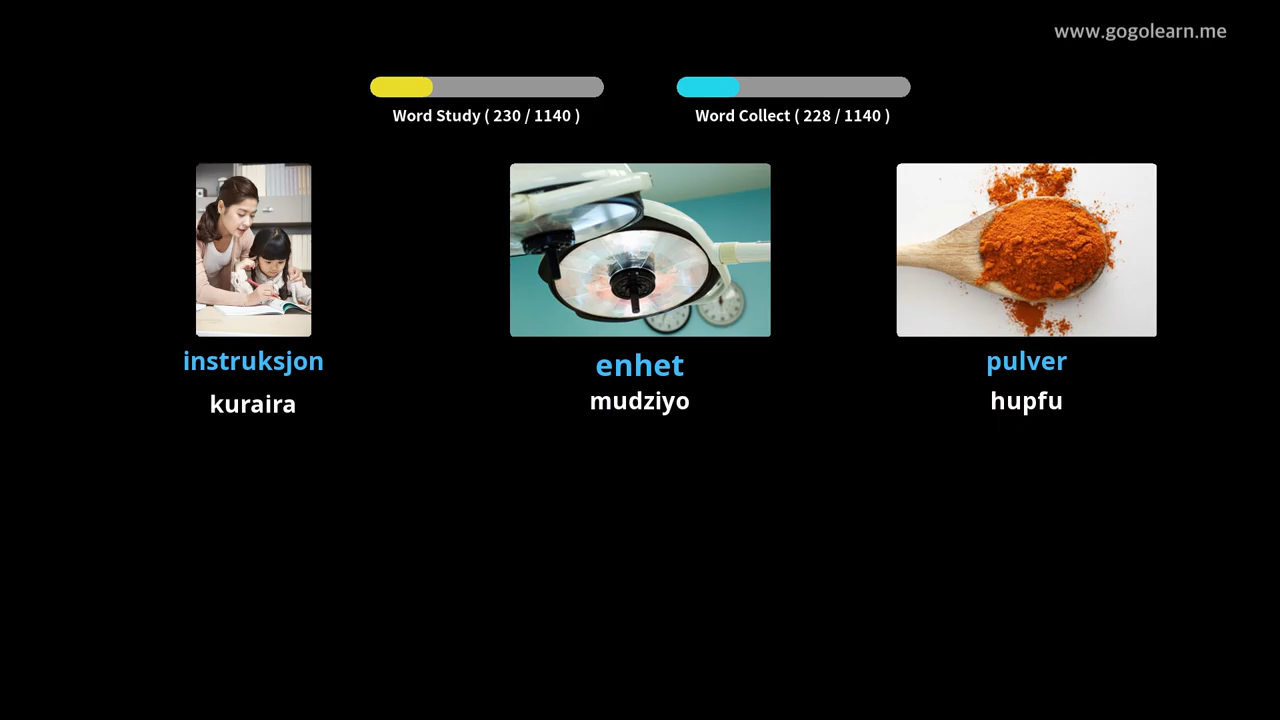 www.gogolearn.me
Word Study ( 230 / 1140 )
Word Collect ( 228 / 1140 )
instruksjon
kuraira
enhet
mudziyo
pulver
hupfu